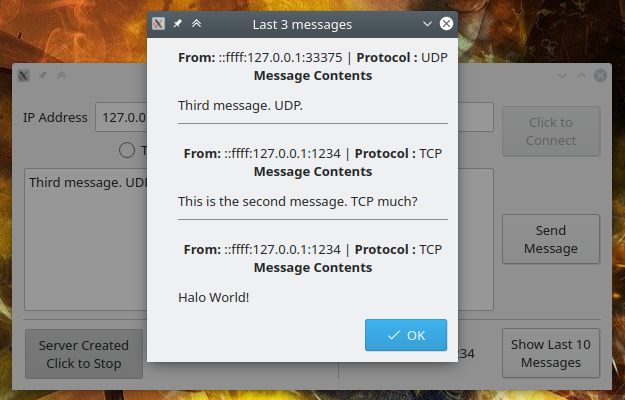 Last 3 messages
From: ::ffff:127.0.0.1:33375 | Protocol : UDP
Message Contents
Third message. UDP.
From: ::ffff:127.0.0.1:1234 | Protocol : TCP
Message Contents
This is the second message. TCP much?
From: ::ffff:127.0.0.1:1234 | Protocol : TCP
Message Contents
Halo World!
OK
IP Address
127.0.0
Click to
Connect
Third message. UDP
Send
Message
Server Created
Click to Stop
34
Show Last 10
Messages